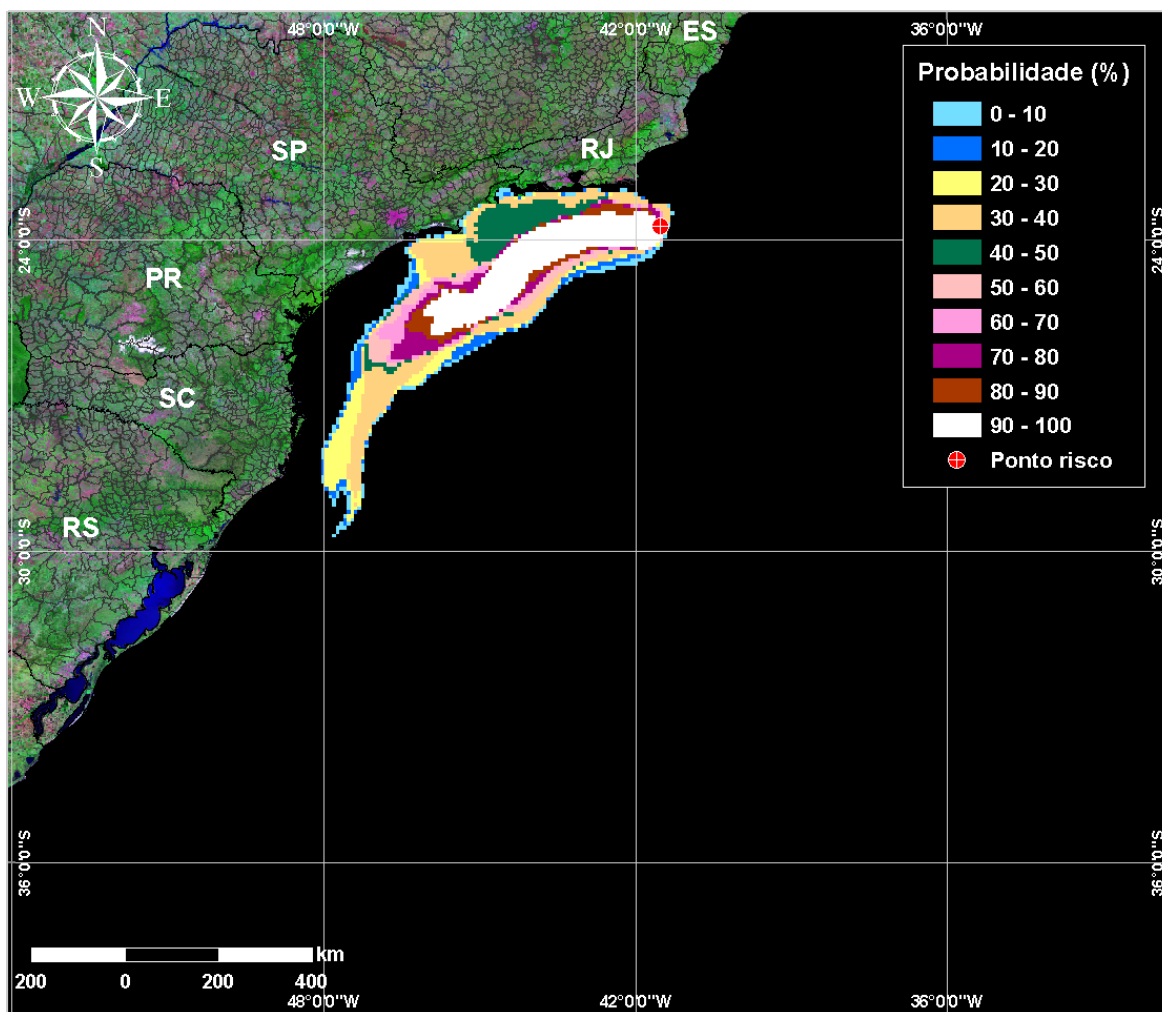 48°0'0"W 42°0'0"W 36°0'0"W
N
W E
S
ES
SP
RJ
PR
SC
RS
Probabilidade (%)
0 - 10
10 - 20
20 - 30
30 - 40
40 - 50
50 - 60
60 - 70
70 - 80
80 - 90
90 - 100
Ponto risco
24°0'0"S 24°0'0"S
30°0'0"S 30°0'0"S
36°0'0"S 36°0'0"S
km
200 0 200 400
48°0'0"W 42°0'0"W 36°0'0"W